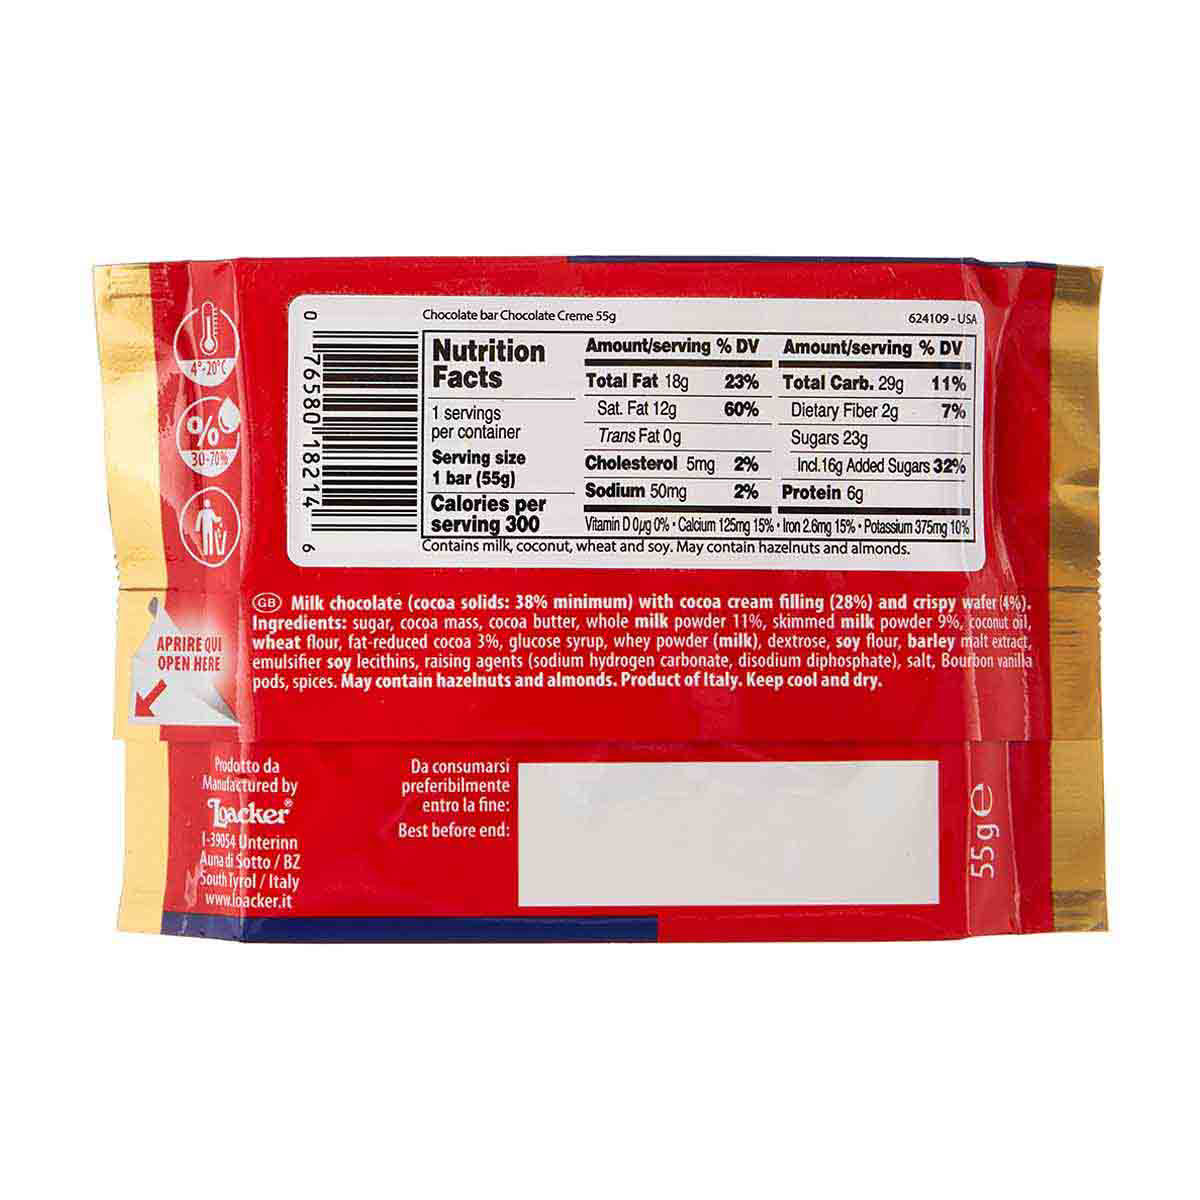 Chocolate bar Chocolate Creme 55g
624109 - USA
0 76580 18214 6
Nutrition
Facts
1 servings
per container
Serving size
1 bar (55g)
Calories per
serving 300
Amount/serving % DV
Total Fat 18g 23%
Sat. Fat 12g 60%
Trans Fat 0g
Cholesterol 5mg 2%
Sodium 50mg 2%
Amount/serving % DV
Total Carb. 29g 11%
Dietary Fiber 2g 7%
Sugars 23g
Incl.16g Added Sugars 32%
Protein 6g
Vitamin D 0µg 0% • Calcium 125mg 15% • Iron 2.6mg 15% • Potassium 375mg 10%
Contains milk, coconut, wheat and soy. May contain hazelnuts and almonds.
4°-20°C
%
30-70%
APRIRE QUI
OPEN HERE
GB Milk chocolate (cocoa solids: 38% minimum) with cocoa cream filling (28%) and crispy wafer (4%).
Ingredients: sugar, cocoa mass, cocoa butter, whole milk powder 11%, skimmed milk powder 9%, coconut oil,
wheat flour, fat-reduced cocoa 3%, glucose syrup, whey powder (milk), dextrose, soy flour, barley malt extract,
emulsifier soy lecithins, raising agents (sodium hydrogen carbonate, disodium diphosphate), salt, Bourbon vanilla
pods, spices. May contain hazelnuts and almonds. Product of Italy. Keep cool and dry.
Prodotto da
Manufactured by
Loacker®
I-39054 Unterinn
Auna di Sotto / BZ
South Tyrol / Italy
www.loacker.it
Da consumarsi
preferibilmente
entro la fine:
Best before end:
55g e